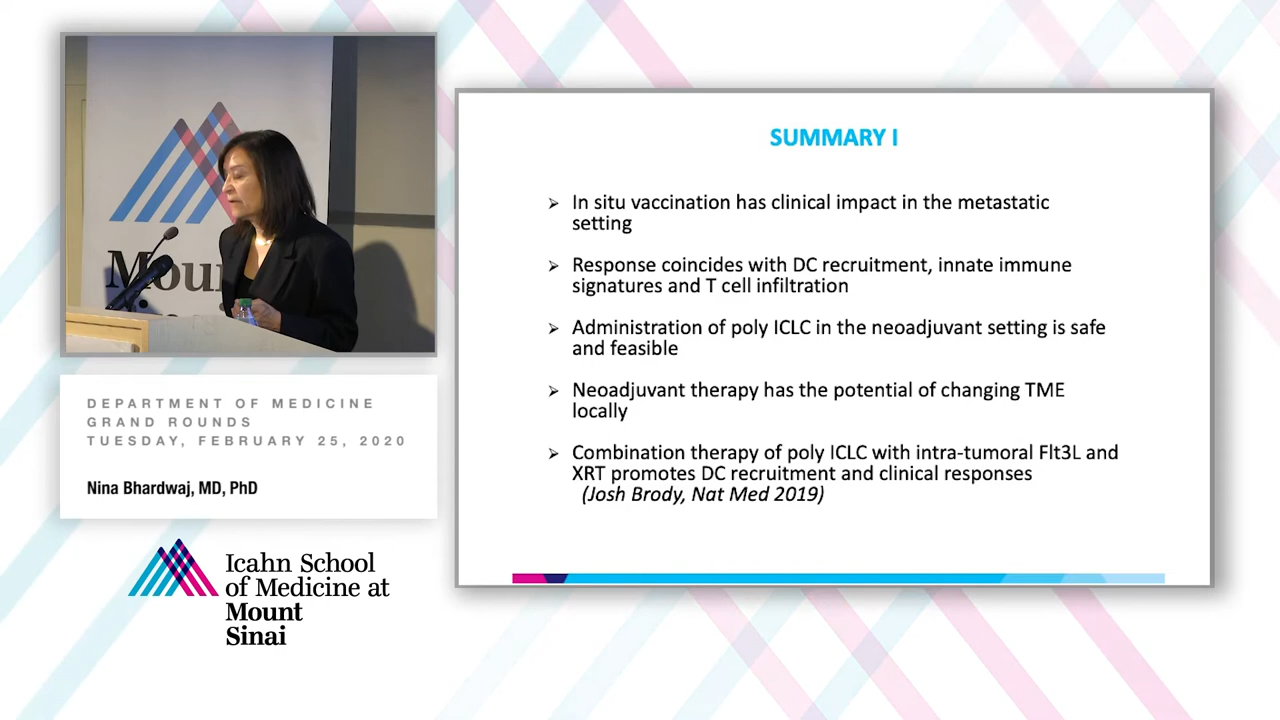 Moun
DEPARTMENT OF MEDICINE
GRAND ROUNDS
TUESDAY, FEBRUARY 25, 2020
Nina Bhardwaj, MD, PhD
Icahn School
of Medicine at
Mount
Sinai
SUMMARY I
➢ In situ vaccination has clinical impact in the metastatic
setting
➢ Response coincides with DC recruitment, innate immune
signatures and T cell infiltration
➢ Administration of poly ICLC in the neoadjuvant setting is safe
and feasible
➢ Neoadjuvant therapy has the potential of changing TME
locally
➢ Combination therapy of poly ICLC with intra-tumoral Flt3L and
XRT promotes DC recruitment and clinical responses
(Josh Brody, Nat Med 2019)